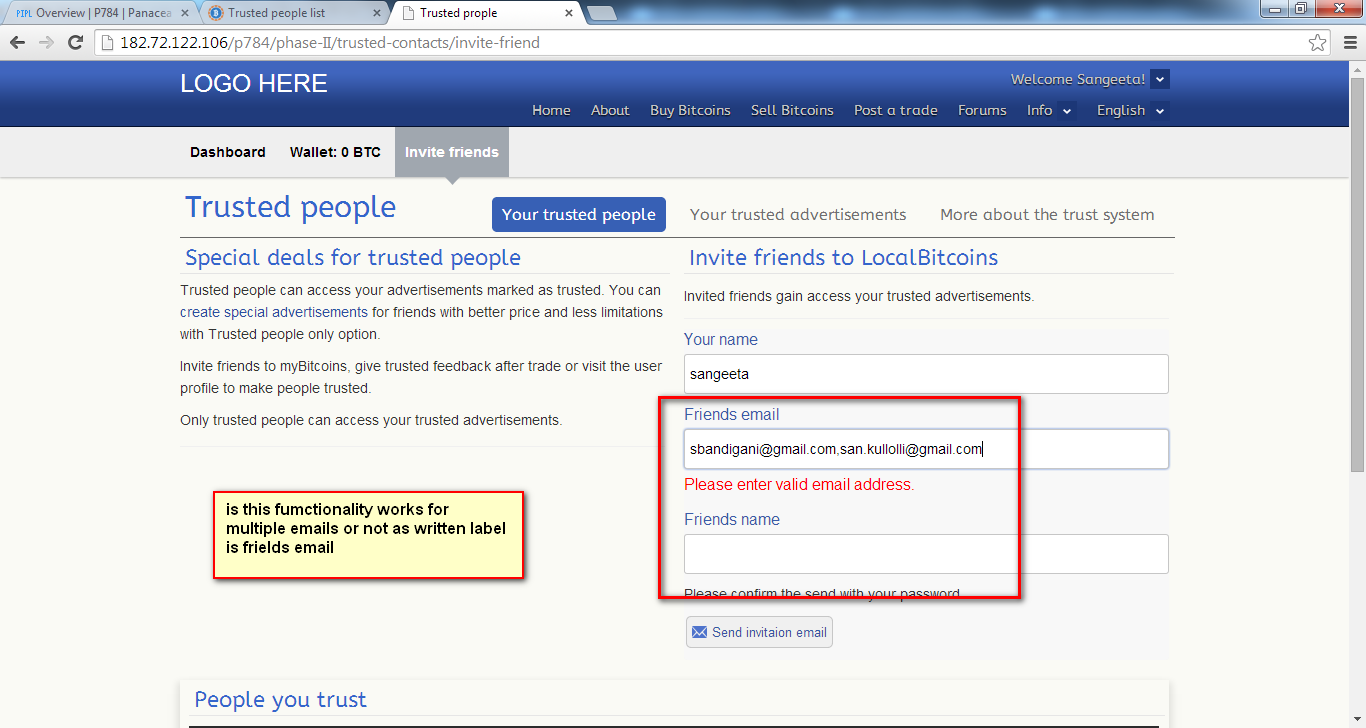 PIPL Overview | P784 | Panacea
Trusted people list
Trusted prople
182.72.122.106/p784/phase-II/trusted-contacts/invite-friend
LOGO HERE
Welcome Sangeeta!
Home About Buy Bitcoins Sell Bitcoins Post a trade Forums Info English
Dashboard Wallet: 0 BTC Invite friends
Trusted people
Your trusted people Your trusted advertisements More about the trust system
Special deals for trusted people
Trusted people can access your advertisements marked as trusted. You can
create special advertisements for friends with better price and less limitations
with Trusted people only option.
Invite friends to myBitcoins, give trusted feedback after trade or visit the user
profile to make people trusted.
Only trusted people can access your trusted advertisements.
is this fumctionality works for
multiple emails or not as written label
is frields email
Invite friends to LocalBitcoins
Invited friends gain access your trusted advertisements.
Your name
sangeeta
Friends email
sbandigani@gmail.com,san.kullolli@gmail.com
Please enter valid email address.
Friends name
Please confirm the send with your password
Send invitaion email
People you trust